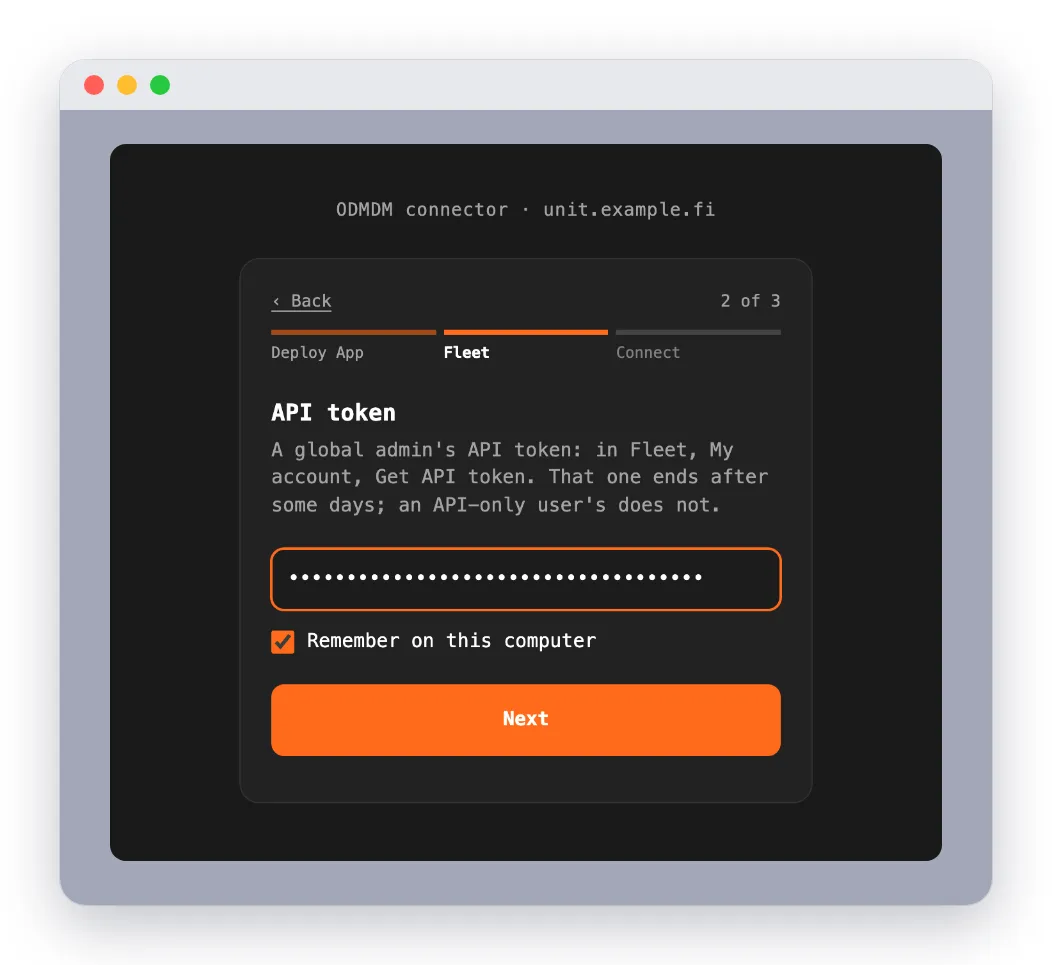 ODMDM connector · unit.example.fi
‹ Back
2 of 3
Deploy App
Fleet
Connect
API token
A global admin's API token: in Fleet, My
account, Get API token. That one ends after
some days; an API-only user's does not.
••••••••••••••••••••••••••••••••••••
Remember on this computer
Next